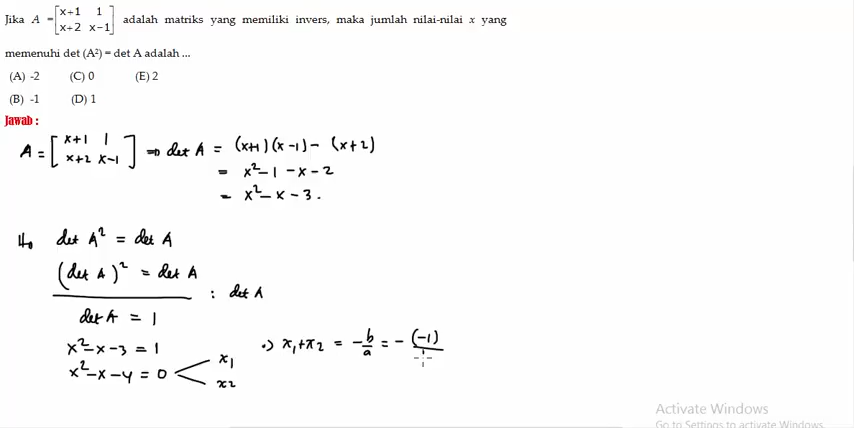 Jika A = [x+1 1; x+2 x-1] adalah matriks yang memiliki invers, maka jumlah nilai-nilai x yang
memenuhi det (A²) = det A adalah ...
(A) -2 (C) 0 (E) 2
(B) -1 (D) 1
Jawab :
A = [x+1 1; x+2 x-1] ⇒ det A = (x+1)(x-1) - (x+2)
= x² - 1 - x - 2
= x² - x - 3.
det A² = det A
(det A)² = det A
: det A
det A = 1
x² - x - 3 = 1
x² - x - 4 = 0 < x1 x2
∴) x1 + x2 = -b/a = - (-1)/1
Activate Windows
Go to Settings to activate Windows.